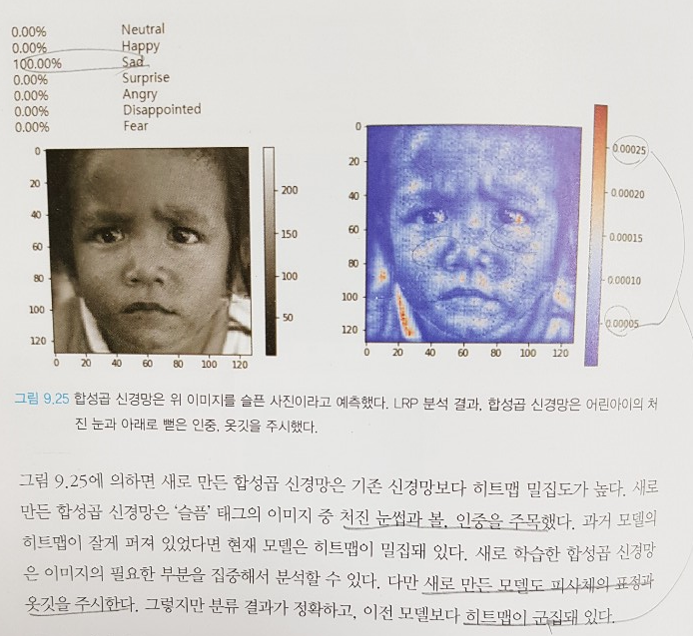 0.00% Neutral
0.00% Happy
100.00% Sad
0.00% Surprise
0.00% Angry
0.00% Disappointed
0.00% Fear
0
20
40
60
80
100
120
0 20 40 60 80 100 120
200
150
100
50
0
20
40
60
80
100
120
0 20 40 60 80 100 120
0.00025
0.00020
0.00015
0.00010
0.00005
그림 9.25 합성곱 신경망은 위 이미지를 슬픈 사진이라고 예측했다. LRP 분석 결과, 합성곱 신경망은 어린아이의 처
진 눈과 아래로 뻗은 인중, 옷깃을 주시했다.
그림 9.25에 의하면 새로 만든 합성곱 신경망은 기존 신경망보다 히트맵 밀집도가 높다. 새로
만든 합성곱 신경망은 ‘슬픔’ 태그의 이미지 중 처진 눈썹과 볼, 인중을 주목했다. 과거 모델의
히트맵이 잘게 퍼져 있었다면 현재 모델은 히트맵이 밀집돼 있다. 새로 학습한 합성곱 신경망
은 이미지의 필요한 부분을 집중해서 분석할 수 있다. 다만 새로 만든 모델도 피사체의 표정과
옷깃을 주시한다. 그렇지만 분류 결과가 정확하고, 이전 모델보다 히트맵이 군집돼 있다.